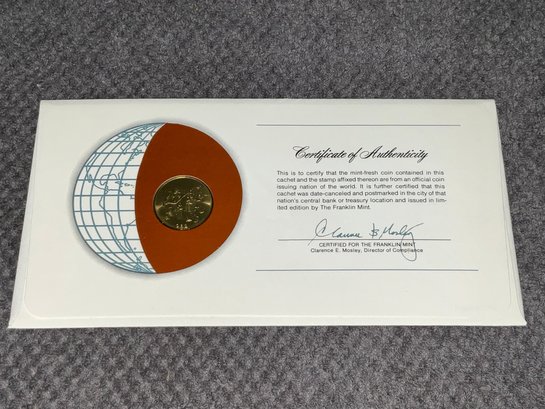 Certificate of Authenticity
This is to certify that the mint-fresh coin contained in this
cachet and the stamp affixed thereon are from an official coin
issuing nation of the world. It is further certified that this
cachet was date-canceled and postmarked in the city of that
nation's central bank or treasury location and issued in limited
edition by The Franklin Mint.
Clarence E Mosley
CERTIFIED FOR THE FRANKLIN MINT
Clarence E. Mosley, Director of Compliance